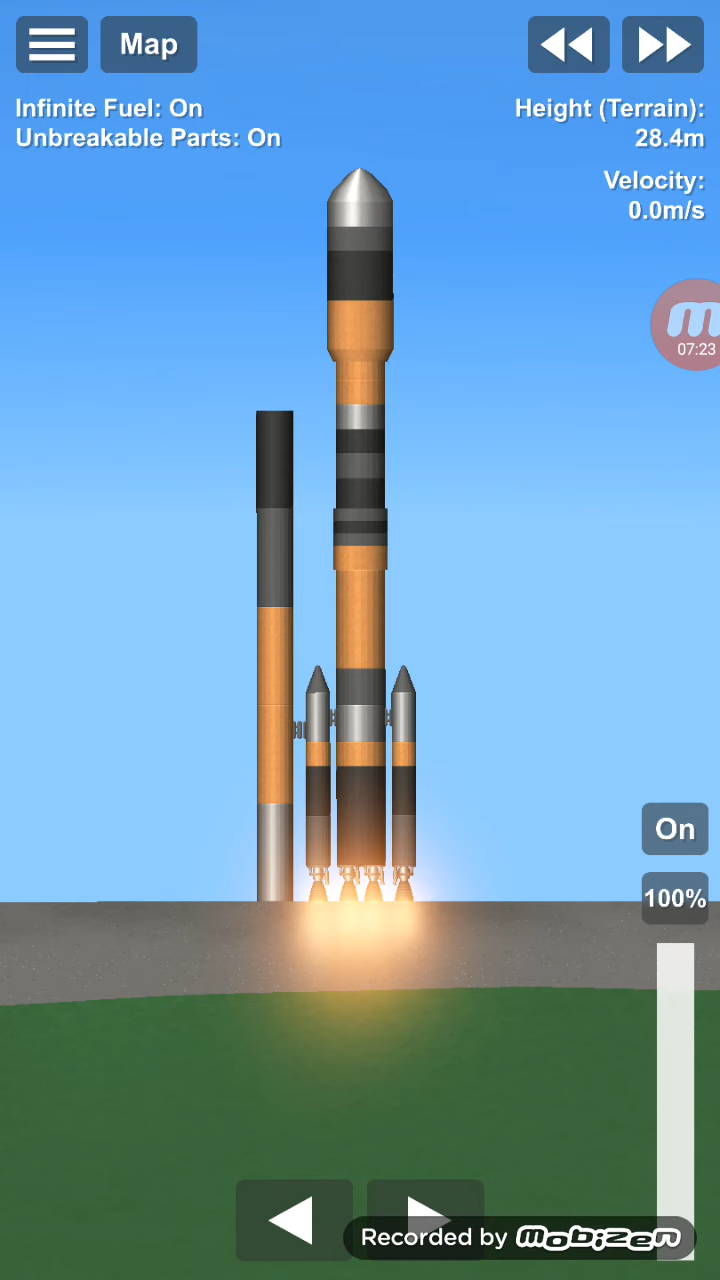 Map
Infinite Fuel: On
Unbreakable Parts: On
Height (Terrain):
28.4m
Velocity:
0.0m/s
m
07:23
On
100%
Recorded by mobizen